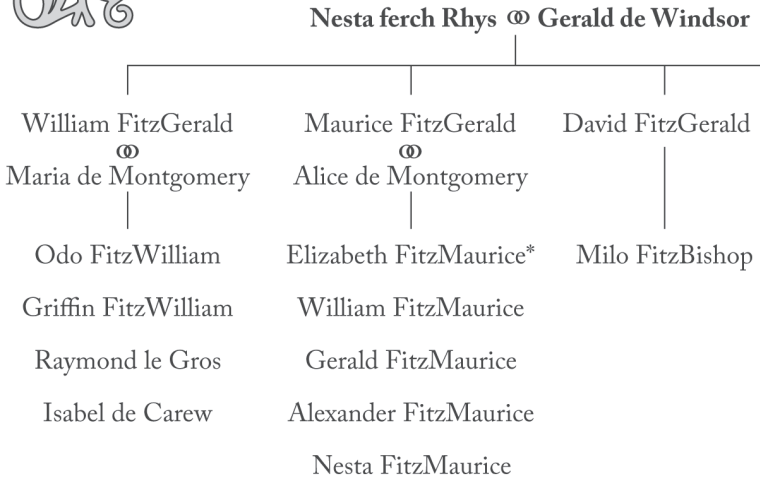 Nesta ferch Rhys ⚭ Gerald de Windsor
William FitzGerald
⚭
Maria de Montgomery
Odo FitzWilliam
Griffin FitzWilliam
Raymond le Gros
Isabel de Carew
Maurice FitzGerald
⚭
Alice de Montgomery
Elizabeth FitzMaurice*
William FitzMaurice
Gerald FitzMaurice
Alexander FitzMaurice
Nesta FitzMaurice
David FitzGerald
Milo FitzBishop